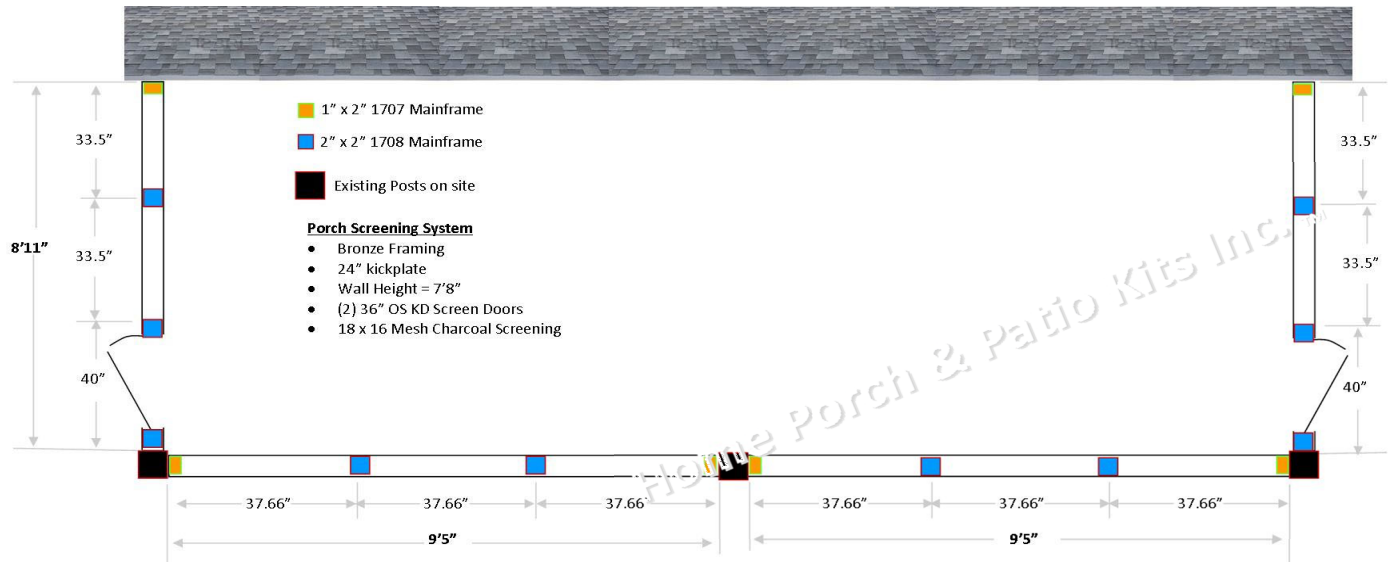 1” x 2” 1707 Mainframe
2” x 2” 1708 Mainframe
Existing Posts on site
Porch Screening System
● Bronze Framing
● 24” kickplate
● Wall Height = 7’8”
● (2) 36” OS KD Screen Doors
● 18 x 16 Mesh Charcoal Screening
33.5”
33.5”
8’11”
40”
33.5”
33.5”
40”
Home Porch & Patio Kits Inc.
37.66”
37.66”
37.66”
37.66”
37.66”
37.66”
9’5”
9’5”